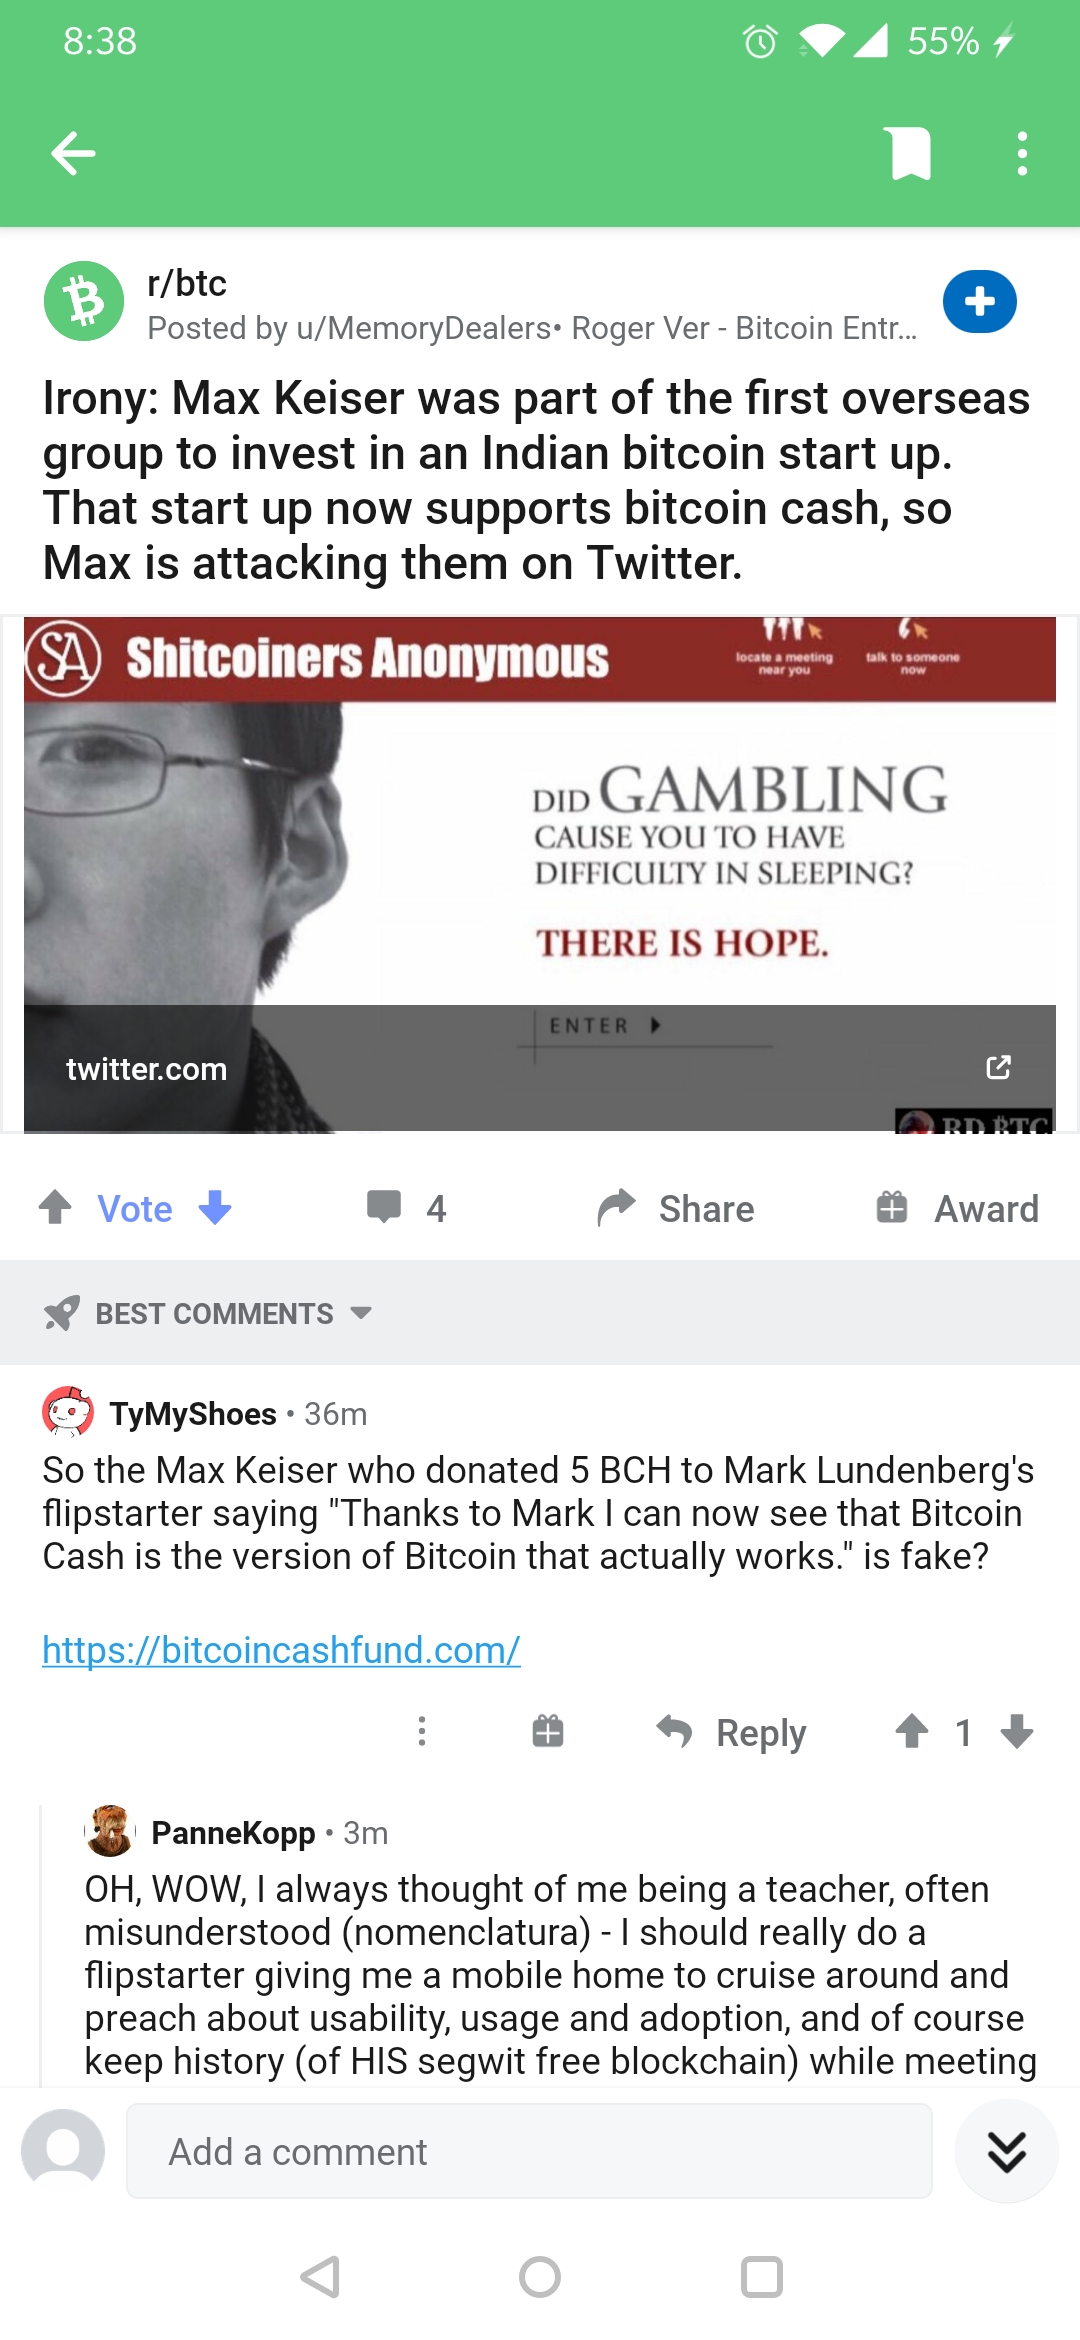 8:38
55%
r/btc
Posted by u/MemoryDealers• Roger Ver - Bitcoin Entr...
Irony: Max Keiser was part of the first overseas
group to invest in an Indian bitcoin start up.
That start up now supports bitcoin cash, so
Max is attacking them on Twitter.
SA Shitcoiners Anonymous
locate a meeting
near you
talk to someone
now
DID GAMBLING
CAUSE YOU TO HAVE
DIFFICULTY IN SLEEPING?
THERE IS HOPE.
ENTER
twitter.com
RD ₿TC
Vote
4
Share
Award
BEST COMMENTS
TyMyShoes • 36m
So the Max Keiser who donated 5 BCH to Mark Lundenberg's
flipstarter saying "Thanks to Mark I can now see that Bitcoin
Cash is the version of Bitcoin that actually works." is fake?
https://bitcoincashfund.com/
Reply
1
PanneKopp • 3m
OH, WOW, I always thought of me being a teacher, often
misunderstood (nomenclatura) - I should really do a
flipstarter giving me a mobile home to cruise around and
preach about usability, usage and adoption, and of course
keep history (of HIS segwit free blockchain) while meeting
Add a comment